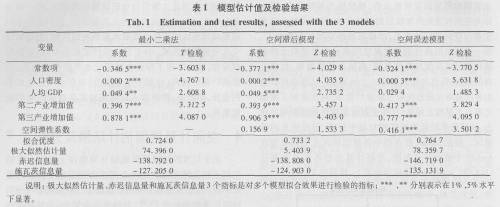 表1 模型估计值及检验结果
Tab. 1 Estimation and test results, assessed with the 3 models
变量 最小二乘法 空间滞后模型 空间误差模型
系数 T检验 系数 Z检验 系数 Z检验
常数项 -0.346 5*** -3.603 8 -0.377 1*** -4.029 8 -0.324 1*** -3.770 5
人口密度 0.000 2*** 4.767 1 0.000 2*** 4.035 9 0.000 3*** 5.631 8
人均GDP 0.049 4** 2.608 8 0.049 5*** 2.735 2 0.029 4 1.485 3
第二产业增加值 0.396 7*** 3.312 5 0.393 9*** 3.457 1 0.417 3*** 3.829 4
第三产业增加值 0.878 1*** 4.087 0 0.906 3*** 4.403 0 0.777 7*** 4.095 0
空间弹性系数 — — 0.156 9 1.533 3 0.416 1*** 3.501 2
拟合优度 0.724 0 0.733 2 0.764 7
极大似然估计量 74.396 0 5.403 9 78.359 7
赤迟信息量 -138.792 0 -138.808 0 -146.719 0
施瓦茨信息量 -127.205 0 -124.903 0 -135.131 9
说明:极大似然估计量、赤迟信息量和施瓦茨信息量3个指标是对多个模型拟合效果进行检验的指标;***,**分别表示在1%,5%水平
下显著。